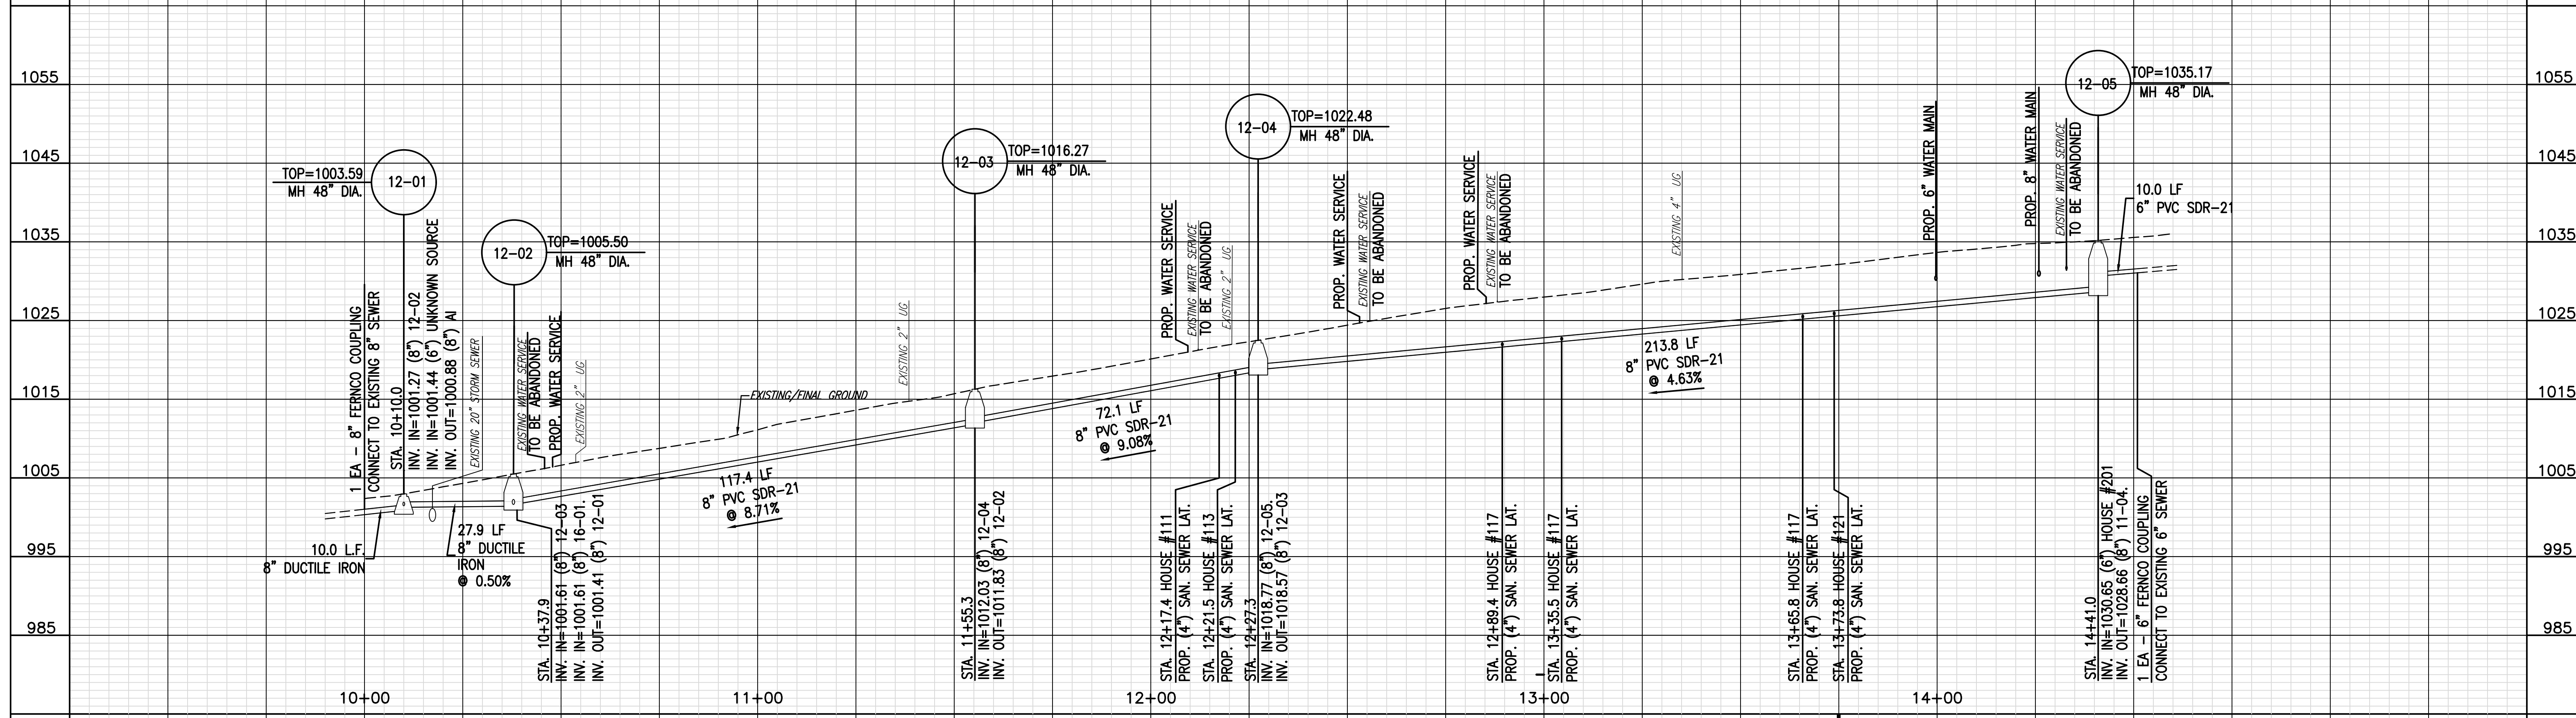 1055
1045
1035
1025
1015
1005
995
985
TOP=1003.59
MH 48" DIA.
12-01
12-02
TOP=1005.50
MH 48" DIA.
12-03
TOP=1016.27
MH 48" DIA.
12-04
TOP=1022.48
MH 48" DIA.
12-05
TOP=1035.17
MH 48" DIA.
1 EA - 8" FERNCO COUPLING
CONNECT TO EXISTING 8" SEWER
STA. 10+10.0
INV. IN=1001.27 (8") 12-02
INV. IN=1001.44 (6") UNKNOWN SOURCE
INV. OUT=1000.88 (8") AI
EXISTING 20" STORM SEWER
EXISTING WATER SERVICE
TO BE ABANDONED
PROP. WATER SERVICE
EXISTING 2" UG
EXISTING/FINAL GROUND
EXISTING 2" UG
PROP. WATER SERVICE
EXISTING WATER SERVICE
TO BE ABANDONED
EXISTING 2" UG
PROP. WATER SERVICE
EXISTING WATER SERVICE
TO BE ABANDONED
PROP. WATER SERVICE
EXISTING WATER SERVICE
TO BE ABANDONED
EXISTING 4" UG
PROP. 6" WATER MAIN
PROP. 8" WATER MAIN
EXISTING WATER SERVICE
TO BE ABANDONED
10.0 LF
6" PVC SDR-21
10.0 L.F.
8" DUCTILE IRON
27.9 LF
8" DUCTILE
IRON
@ 0.50%
117.4 LF
8" PVC SDR-21
@ 8.71%
72.1 LF
8" PVC SDR-21
@ 9.08%
213.8 LF
8" PVC SDR-21
@ 4.63%
STA. 10+37.9
INV. IN=1001.61 (8") 12-03
INV. IN=1001.61 (8") 16-01.
INV. OUT=1001.41 (8") 12-01
STA. 11+55.3
INV. IN=1012.03 (8") 12-04
INV. OUT=1011.83 (8") 12-02
STA. 12+17.4 HOUSE #111
PROP. (4") SAN. SEWER LAT.
STA. 12+21.5 HOUSE #113
PROP. (4") SAN. SEWER LAT.
STA. 12+27.3
INV. IN=1018.77 (8") 12-05.
INV. OUT=1018.57 (8") 12-03
STA. 12+89.4 HOUSE #117
PROP. (4") SAN. SEWER LAT.
STA. 13+35.5 HOUSE #117
PROP. (4") SAN. SEWER LAT.
STA. 13+65.8 HOUSE #117
PROP. (4") SAN. SEWER LAT.
STA. 13+73.8 HOUSE #121
PROP. (4") SAN. SEWER LAT.
STA. 14+41.0
INV. IN=1030.65 (6") HOUSE #201
INV. OUT=1028.66 (8") 11-04.
1 EA - 6" FERNCO COUPLING
CONNECT TO EXISTING 6" SEWER
10+00
11+00
12+00
13+00
14+00
1055
1045
1035
1025
1015
1005
995
985